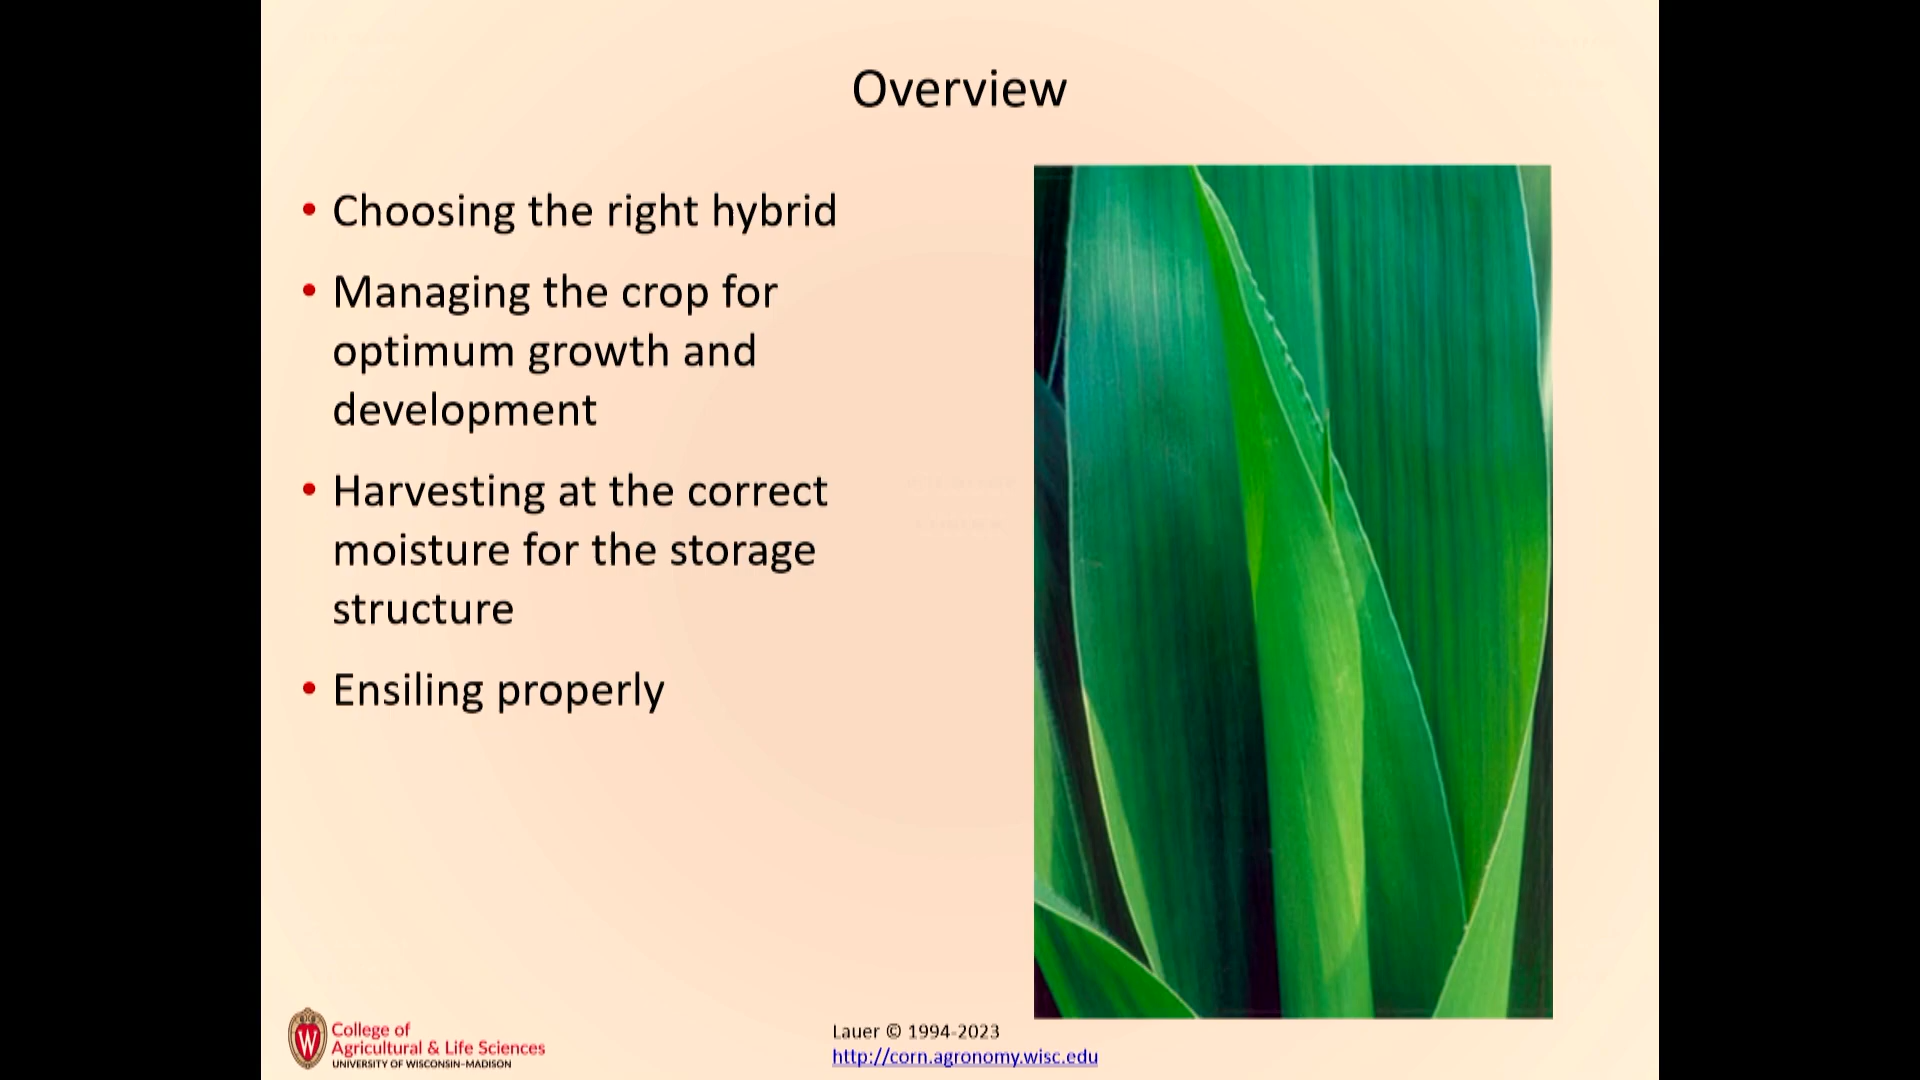 Overview
• Choosing the right hybrid
• Managing the crop for
optimum growth and
development
• Harvesting at the correct
moisture for the storage
structure
• Ensiling properly
W
College of
Agricultural & Life Sciences
UNIVERSITY OF WISCONSIN–MADISON
Lauer © 1994-2023
http://corn.agronomy.wisc.edu